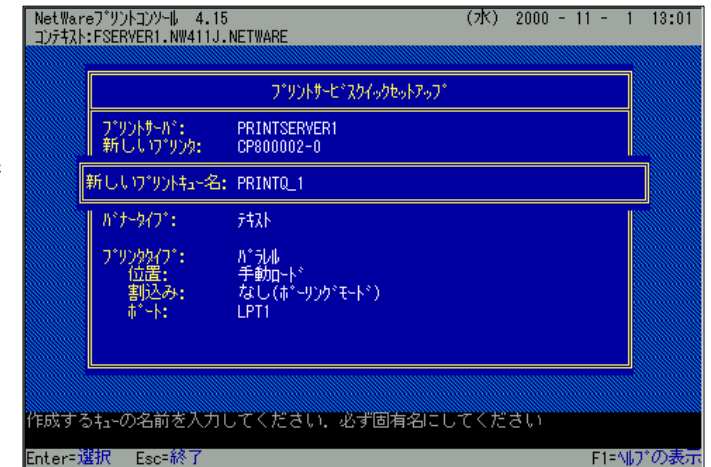 NetWareプリントコンソール 4.15 (水) 2000 - 11 - 1 13:01
コンテキスト:FSERVER1.NW411J.NETWARE
プリントサービスクイックセットアップ
プリントサーバ: PRINTSERVER1
新しいプリンタ: CP800002-0
新しいプリントキュー名: PRINTQ_1
バナータイプ: テキスト
プリンタタイプ: パラレル
位置: 手動ロード
割込み: なし(ポーリングモード)
ポート: LPT1
作成するキューの名前を入力してください. 必ず固有名にしてください
Enter=選択 Esc=終了 F1=ヘルプの表示